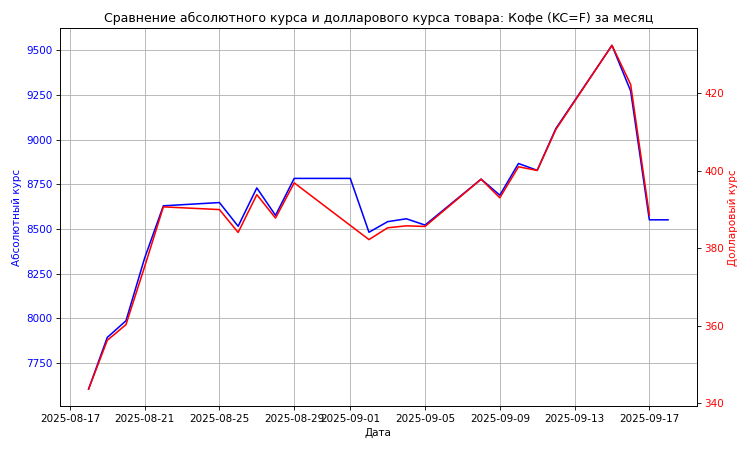 Сравнение абсолютного курса и долларового курса товара: Кофе (KC=F) за месяц
Абсолютный курс
9500
9250
9000
8750
8500
8250
8000
7750
420
400
380
360
340
Долларовый курс
2025-08-17 2025-08-21 2025-08-25 2025-08-29 2025-09-01 2025-09-05 2025-09-09 2025-09-13 2025-09-17
Дата